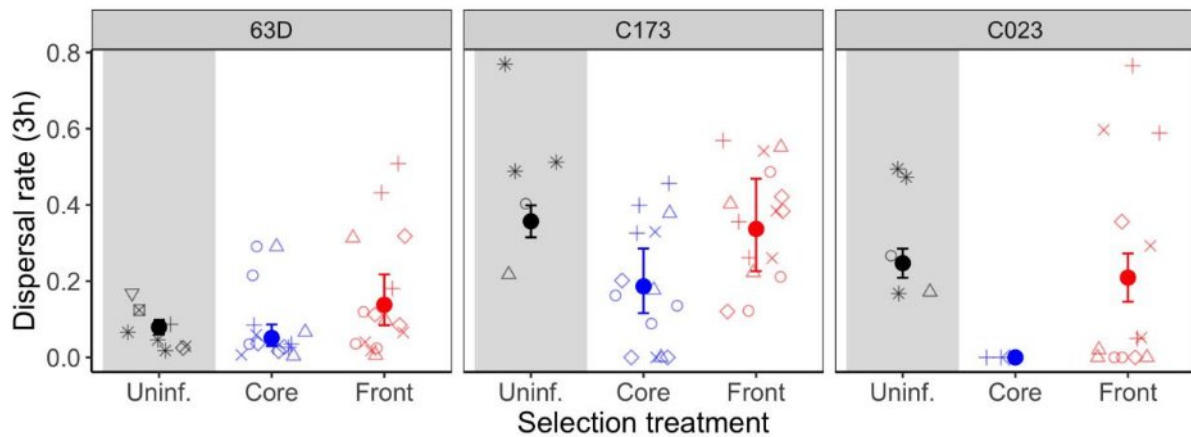 63D C173 C023
Dispersal rate (3h)
0.8
0.6
0.4
0.2
0.0
Uninf. Core Front Uninf. Core Front Uninf. Core Front
Selection treatment